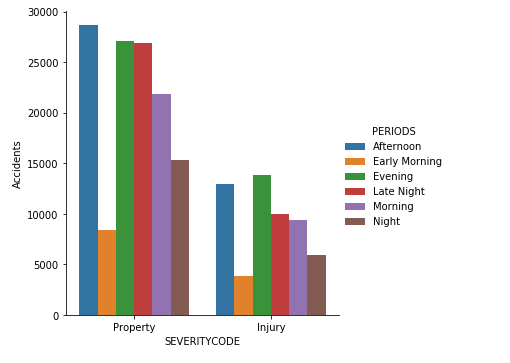 30000
25000
20000
15000
10000
5000
0
Accidents
Property
Injury
SEVERITYCODE
PERIODS
Afternoon
Early Morning
Evening
Late Night
Morning
Night